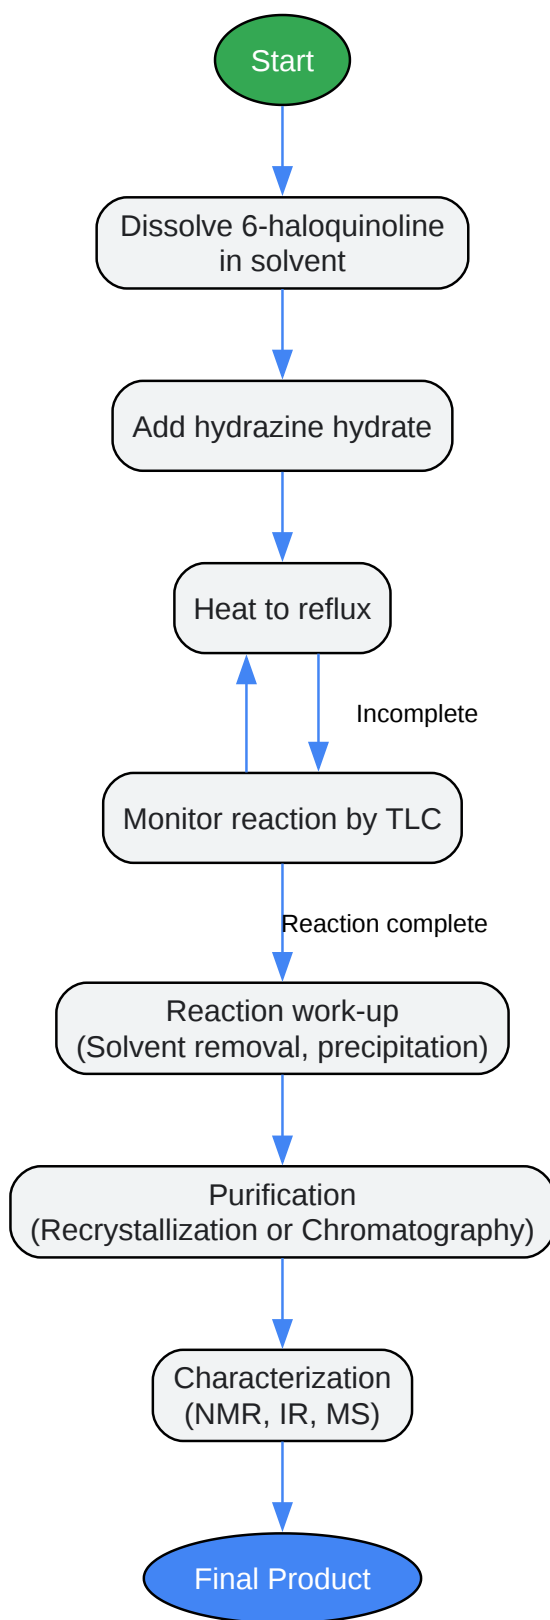 Start
Dissolve 6-haloquinoline
in solvent
Add hydrazine hydrate
Heat to reflux
Incomplete
Monitor reaction by TLC
Reaction complete
Reaction work-up
(Solvent removal, precipitation)
Purification
(Recrystallization or Chromatography)
Characterization
(NMR, IR, MS)
Final Product